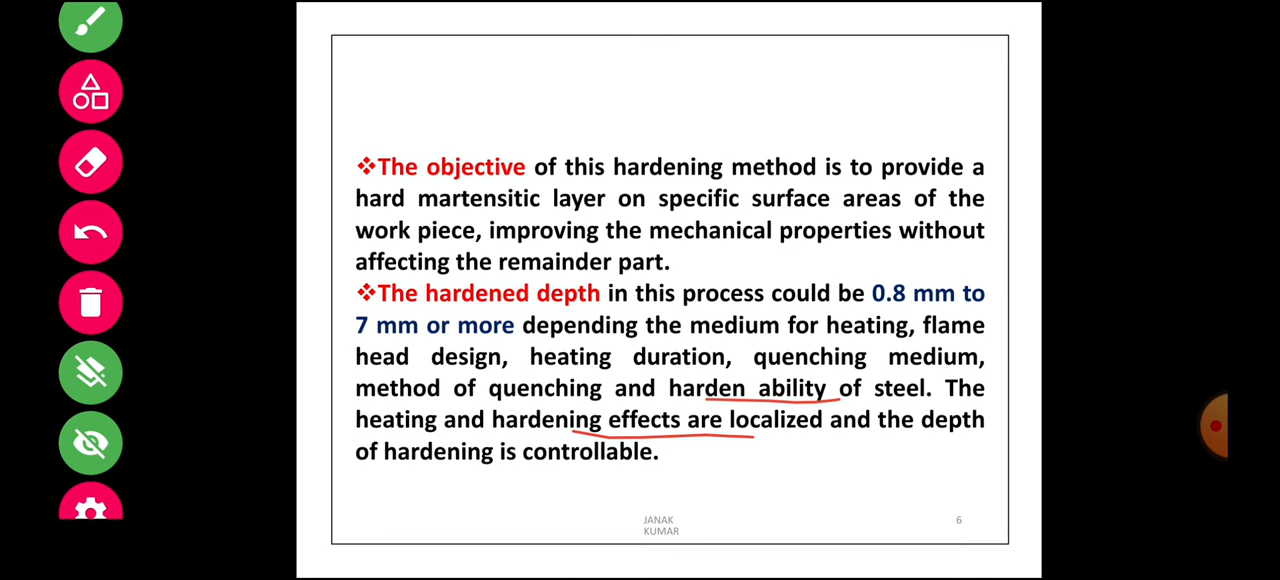 ❖The objective of this hardening method is to provide a
hard martensitic layer on specific surface areas of the
work piece, improving the mechanical properties without
affecting the remainder part.
❖The hardened depth in this process could be 0.8 mm to
7 mm or more depending the medium for heating, flame
head design, heating duration, quenching medium,
method of quenching and harden ability of steel. The
heating and hardening effects are localized and the depth
of hardening is controllable.
JANAK
KUMAR
6